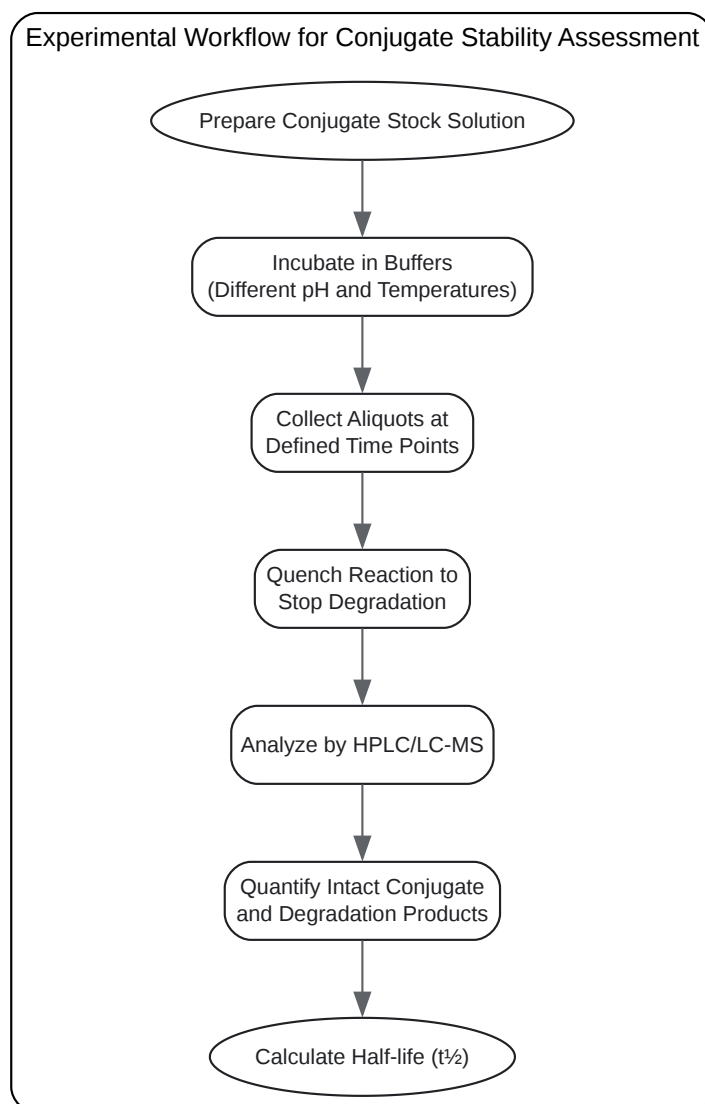 Experimental Workflow for Conjugate Stability Assessment
Prepare Conjugate Stock Solution
Incubate in Buffers
(Different pH and Temperatures)
Collect Aliquots at
Defined Time Points
Quench Reaction to
Stop Degradation
Analyze by HPLC/LC-MS
Quantify Intact Conjugate
and Degradation Products
Calculate Half-life (t½)